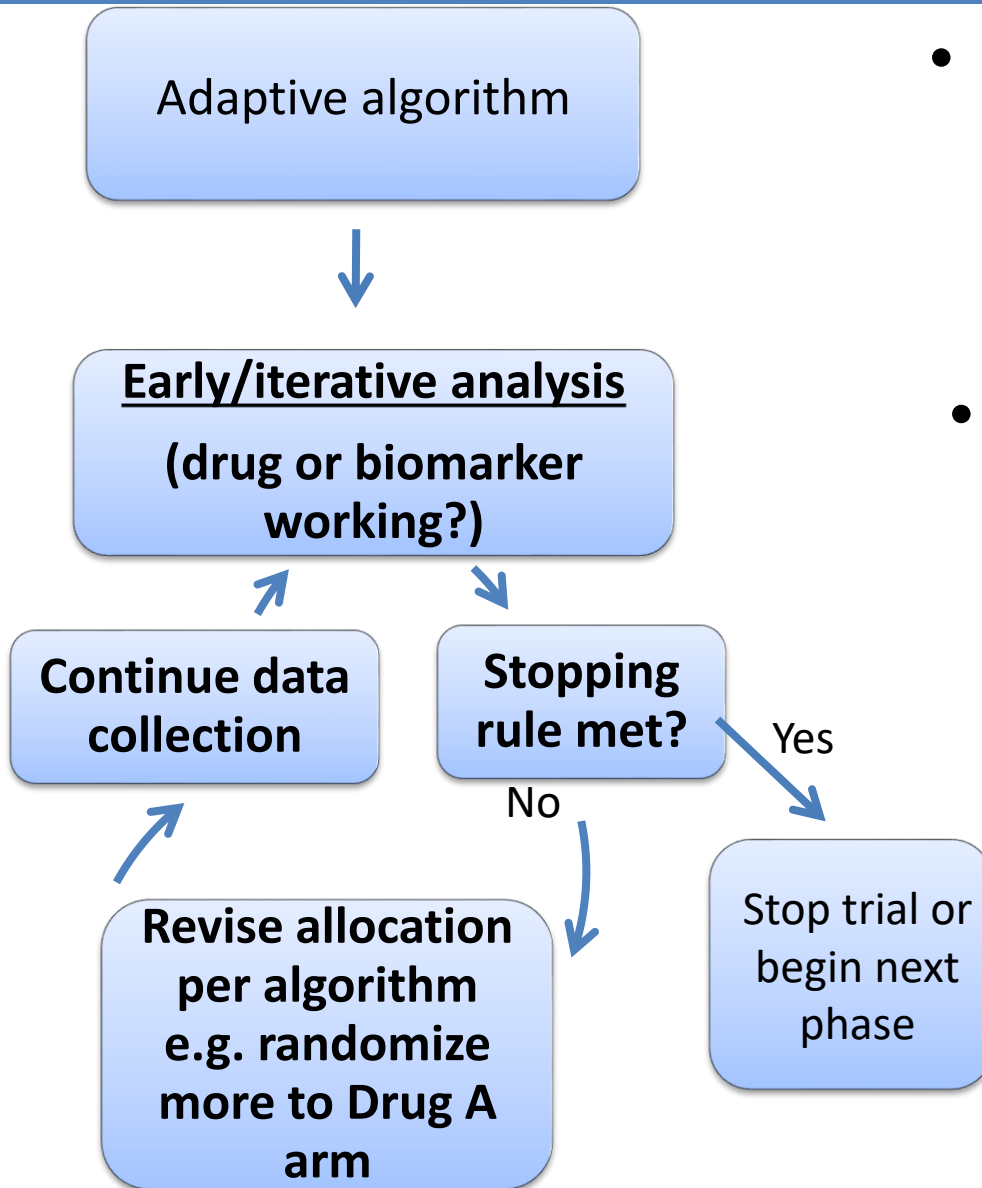 Adaptive algorithm
Early/iterative analysis
(drug or biomarker
working?)
Continue data
collection
Stopping
rule met?
Yes
No
Revise allocation
per algorithm
e.g. randomize
more to Drug A
arm
Stop trial or
begin next
phase